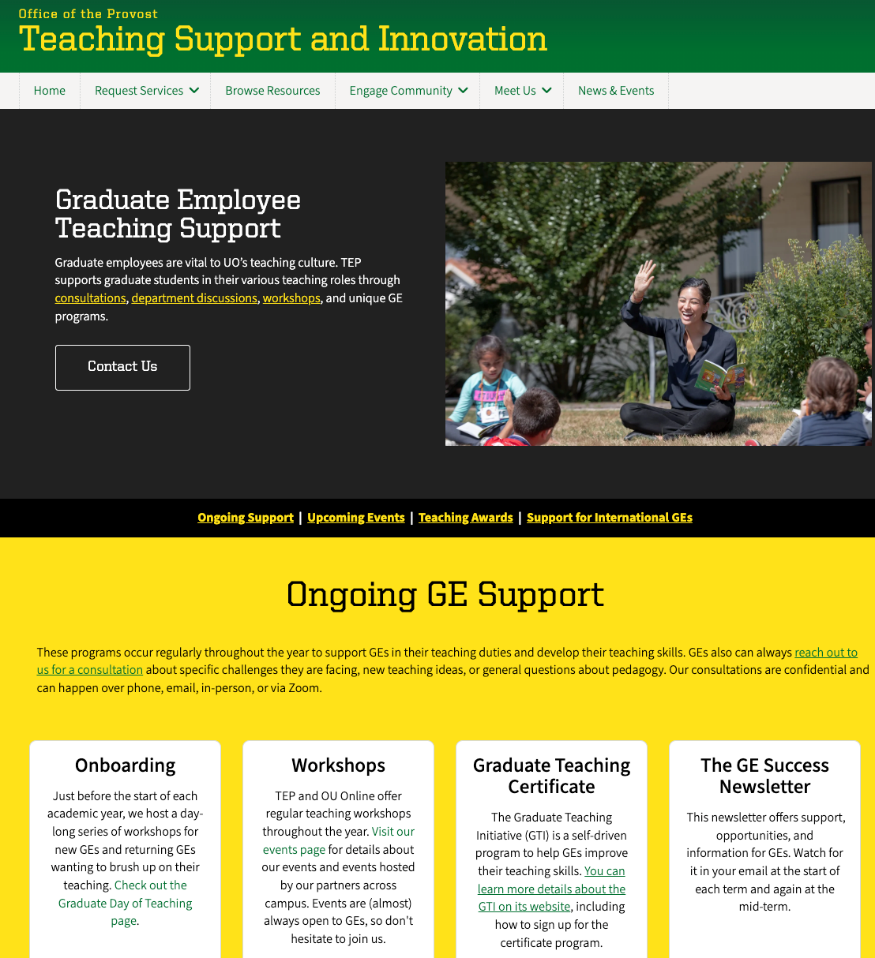 Office of the Provost
Teaching Support and Innovation
Home
Request Services
Browse Resources
Engage Community
Meet Us
News & Events
Graduate Employee
Teaching Support
Graduate employees are vital to UO’s teaching culture. TEP
supports graduate students in their various teaching roles through
consultations, department discussions, workshops, and unique GE
programs.
Contact Us
Ongoing Support | Upcoming Events | Teaching Awards | Support for International GEs
Ongoing GE Support
These programs occur regularly throughout the year to support GEs in their teaching duties and develop their teaching skills. GEs also can always reach out to
us for a consultation about specific challenges they are facing, new teaching ideas, or general questions about pedagogy. Our consultations are confidential and
can happen over phone, email, in-person, or via Zoom.
Onboarding
Just before the start of each
academic year, we host a day-
long series of workshops for
new GEs and returning GEs
wanting to brush up on their
teaching. Check out the
Graduate Day of Teaching
page.
Workshops
TEP and OU Online offer
regular teaching workshops
throughout the year. Visit our
events page for details about
our events and events hosted
by our partners across
campus. Events are (almost)
always open to GEs, so don’t
hesitate to join us.
Graduate Teaching
Certificate
The Graduate Teaching
Initiative (GTI) is a self-driven
program to help GEs improve
their teaching skills. You can
learn more details about the
GTI on its website, including
how to sign up for the
certificate program.
The GE Success
Newsletter
This newsletter offers support,
opportunities, and
information for GEs. Watch for
it in your email at the start of
each term and again at the
mid-term.